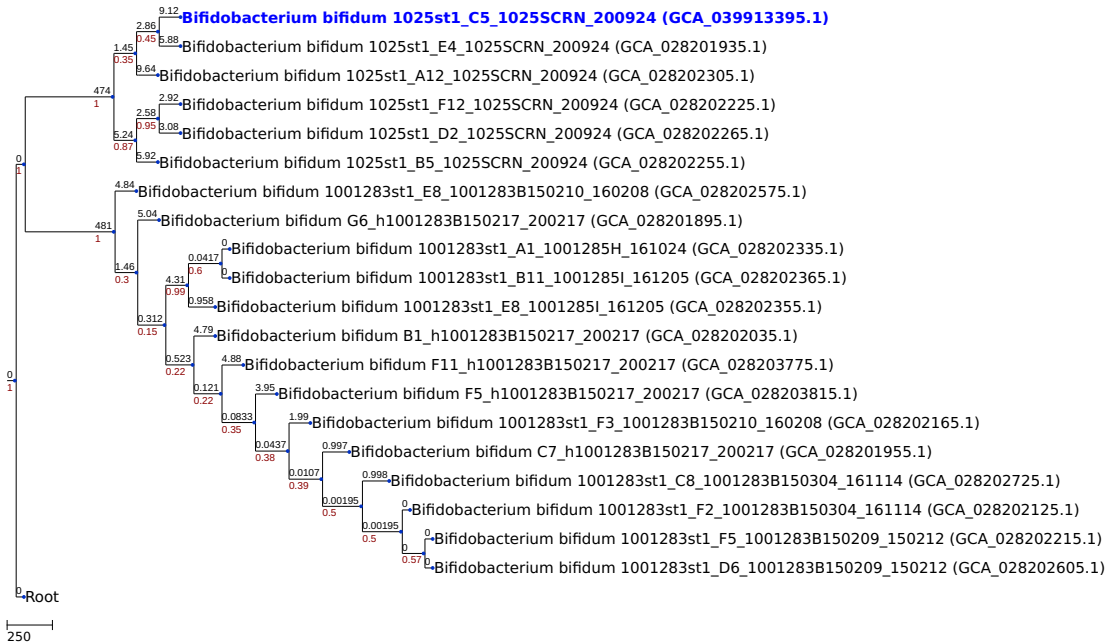 9.12
Bifidobacterium bifidum 1025st1_C5_1025SCRN_200924 (GCA_039913395.1)
2.86
0.45
5.88
Bifidobacterium bifidum 1025st1_E4_1025SCRN_200924 (GCA_028201935.1)
1.45
0.35
9.64
Bifidobacterium bifidum 1025st1_A12_1025SCRN_200924 (GCA_028202305.1)
474
1
2.92
Bifidobacterium bifidum 1025st1_F12_1025SCRN_200924 (GCA_028202225.1)
2.58
0.95
3.08
Bifidobacterium bifidum 1025st1_D2_1025SCRN_200924 (GCA_028202265.1)
5.24
0.87
5.92
Bifidobacterium bifidum 1025st1_B5_1025SCRN_200924 (GCA_028202255.1)
0
1
4.84
Bifidobacterium bifidum 1001283st1_E8_1001283B150210_160208 (GCA_028202575.1)
481
1
5.04
Bifidobacterium bifidum G6_h1001283B150217_200217 (GCA_028201895.1)
1.46
0.3
0
Bifidobacterium bifidum 1001283st1_A1_1001285H_161024 (GCA_028202335.1)
0.0417
0.6
0
Bifidobacterium bifidum 1001283st1_B11_1001285I_161205 (GCA_028202365.1)
4.31
0.99
0.958
Bifidobacterium bifidum 1001283st1_E8_1001285I_161205 (GCA_028202355.1)
0.312
0.15
4.79
Bifidobacterium bifidum B1_h1001283B150217_200217 (GCA_028202035.1)
0.523
0.22
4.88
Bifidobacterium bifidum F11_h1001283B150217_200217 (GCA_028203775.1)
0.121
0.22
3.95
Bifidobacterium bifidum F5_h1001283B150217_200217 (GCA_028203815.1)
0
1
0.0833
0.35
1.99
Bifidobacterium bifidum 1001283st1_F3_1001283B150210_160208 (GCA_028202165.1)
0.0437
0.38
0.997
Bifidobacterium bifidum C7_h1001283B150217_200217 (GCA_028201955.1)
0.0107
0.39
0.998
Bifidobacterium bifidum 1001283st1_C8_1001283B150304_161114 (GCA_028202725.1)
0.00195
0.5
0
Bifidobacterium bifidum 1001283st1_F2_1001283B150304_161114 (GCA_028202125.1)
0.00195
0.5
0
Bifidobacterium bifidum 1001283st1_F5_1001283B150209_150212 (GCA_028202215.1)
0
0.57
0
Bifidobacterium bifidum 1001283st1_D6_1001283B150209_150212 (GCA_028202605.1)
0
Root
250